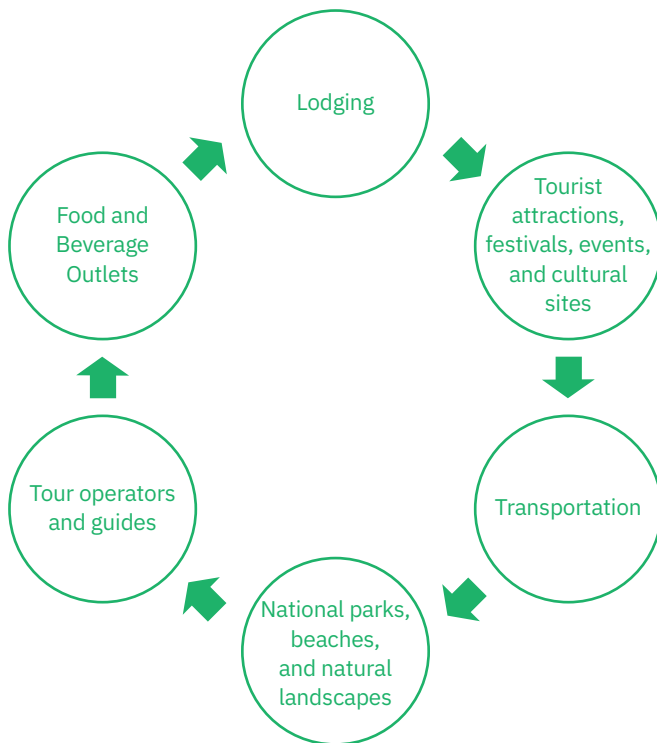 Lodging
Tourist
attractions,
festivals, events,
and cultural
sites
Transportation
National parks,
beaches,
and natural
landscapes
Tour operators
and guides
Food and
Beverage
Outlets